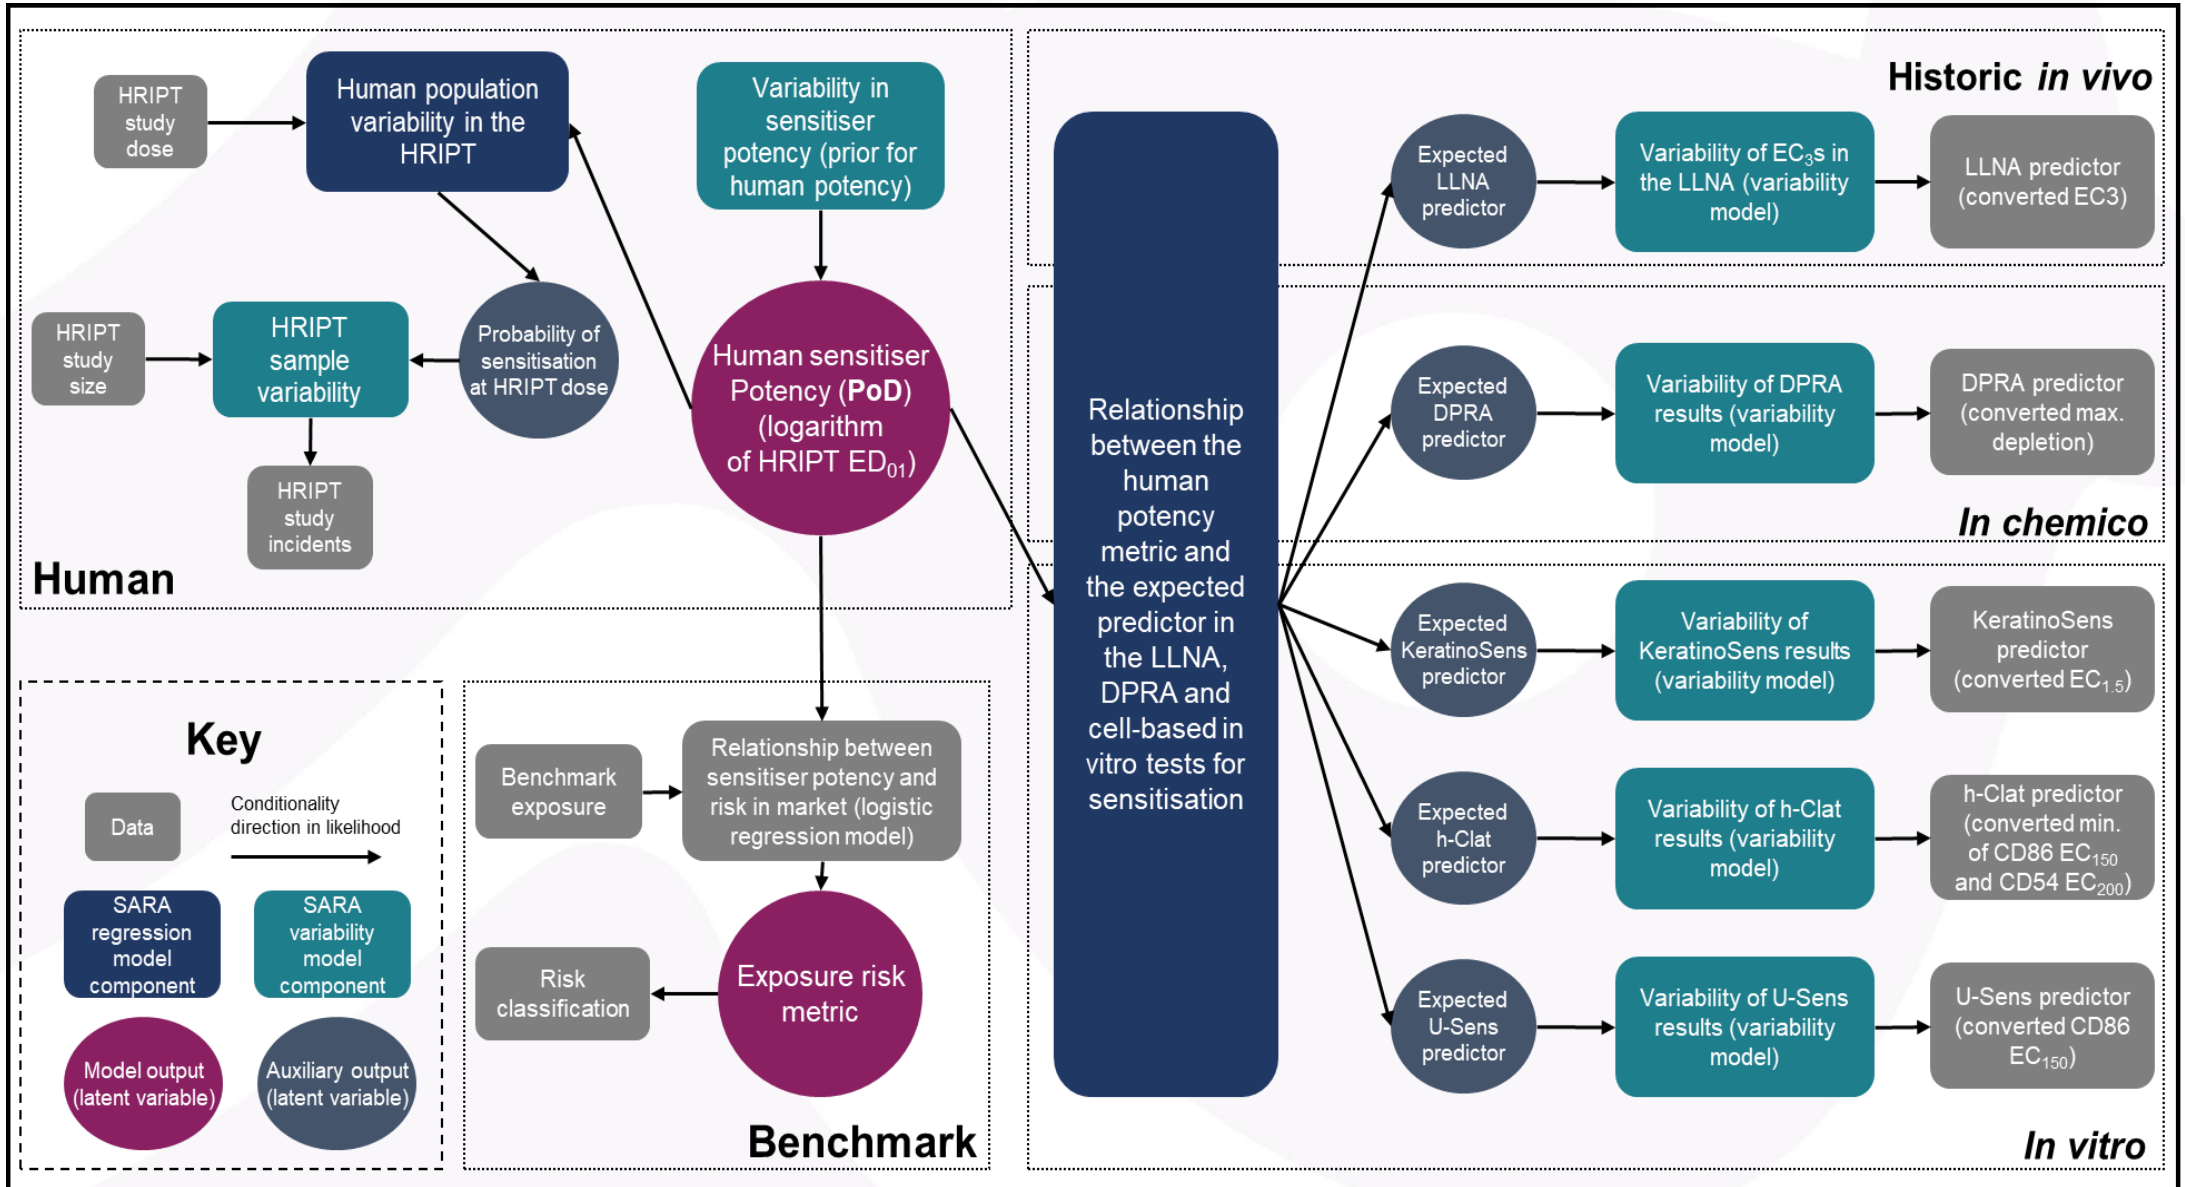 HRIPT
study
dose
Human population
variability in the
HRIPT
Variability in
sensitiser
potency (prior for
human potency)
HRIPT
study
size
HRIPT
sample
variability
Probability of
sensitisation
at HRIPT dose
Human sensitiser
Potency (PoD)
(logarithm
of HRIPT ED01)
HRIPT
study
incidents
Human
Key
Data
Conditionality
direction in likelihood
SARA
regression
model
component
SARA
variability
model
component
Model output
(latent variable)
Auxiliary output
(latent variable)
Benchmark
exposure
Relationship between
sensitiser potency and
risk in market (logistic
regression model)
Risk
classification
Exposure risk
metric
Benchmark
Relationship
between the
human
potency
metric and
the expected
predictor in
the LLNA,
DPRA and
cell-based in
vitro tests for
sensitisation
Historic in vivo
Expected
LLNA
predictor
Variability of EC3s in
the LLNA (variability
model)
LLNA predictor
(converted EC3)
Expected
DPRA
predictor
Variability of DPRA
results (variability
model)
DPRA predictor
(converted max.
depletion)
In chemico
Expected
KeratinoSens
predictor
Variability of
KeratinoSens results
(variability model)
KeratinoSens
predictor
(converted EC1.5)
Expected
h-Clat
predictor
Variability of h-Clat
results (variability
model)
h-Clat predictor
(converted min.
of CD86 EC150
and CD54 EC200)
Expected
U-Sens
predictor
Variability of U-Sens
results (variability
model)
U-Sens predictor
(converted CD86
EC150)
In vitro